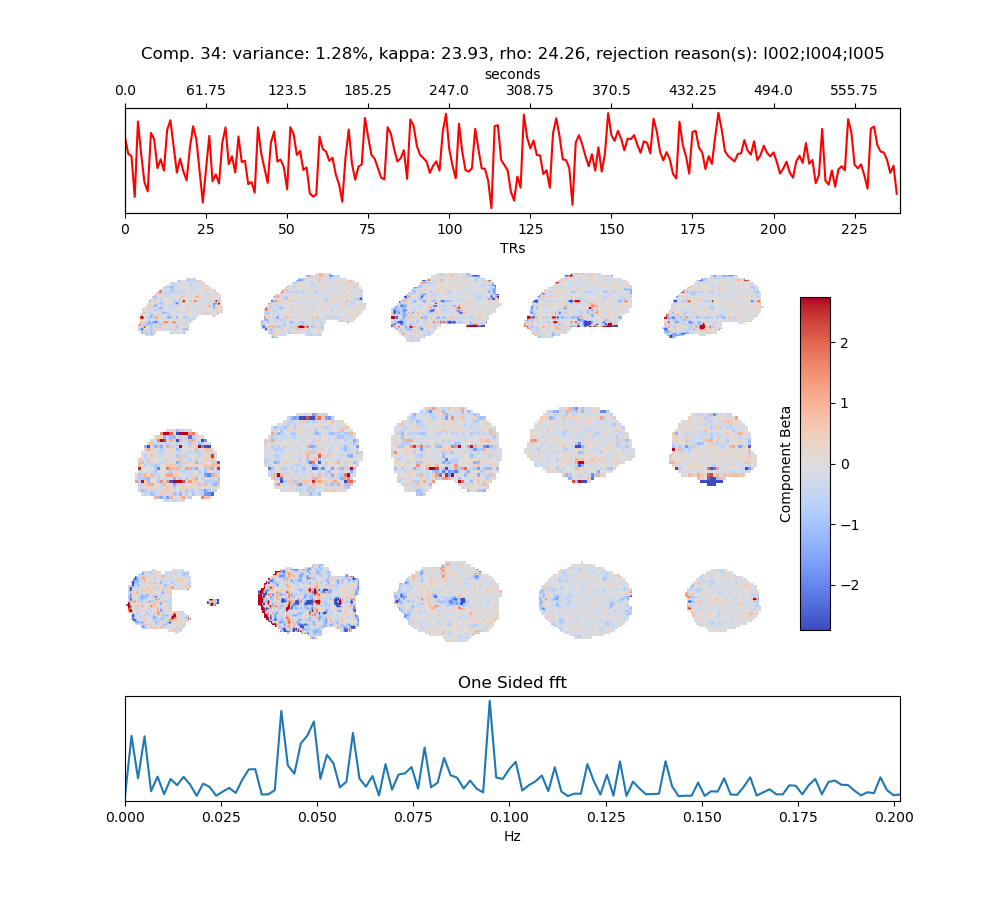 Comp. 34: variance: 1.28%, kappa: 23.93, rho: 24.26, rejection reason(s): I002;I004;I005
seconds
0.0 61.75 123.5 185.25 247.0 308.75 370.5 432.25 494.0 555.75
0 25 50 75 100 125 150 175 200 225
TRs
2
1
0
−1
−2
Component Beta
One Sided fft
0.000 0.025 0.050 0.075 0.100 0.125 0.150 0.175 0.200
Hz